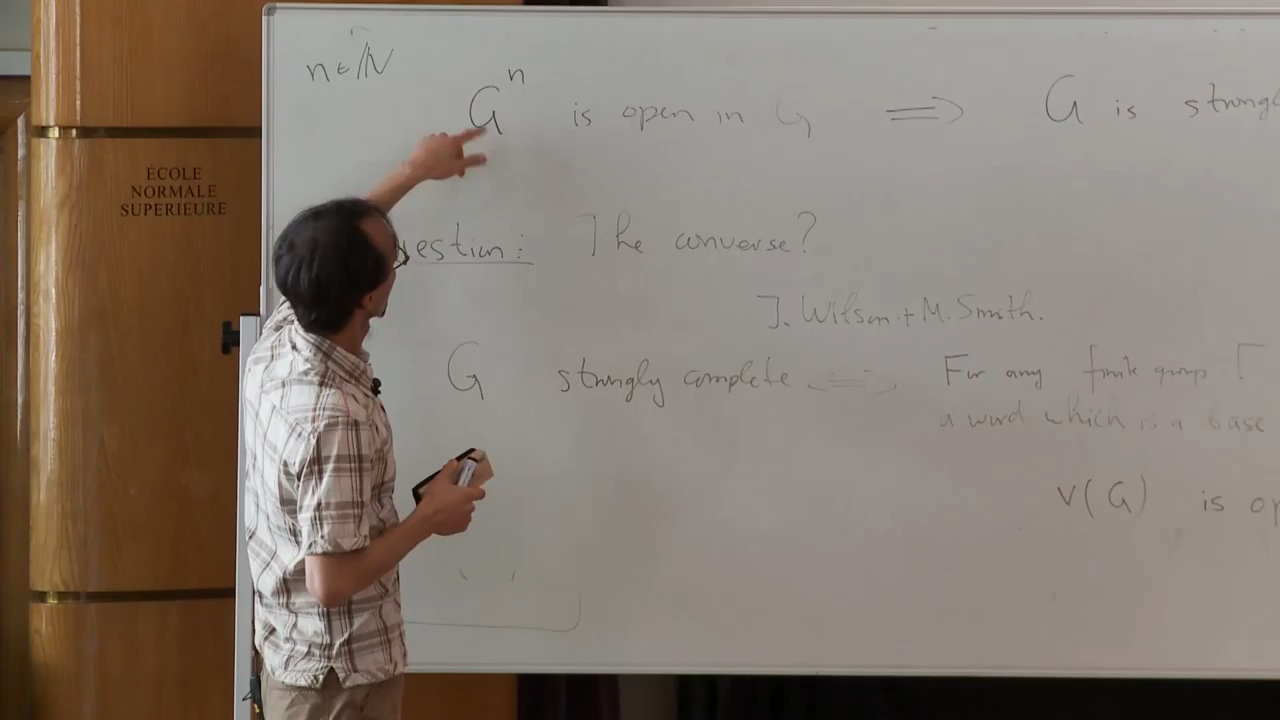 ÉCOLE
NORMALE
SUPERIEURE
n ∈ ℕ
Gⁿ is open in G ⟹ G is strongl
estion: The converse?
J. Wilson + M. Smith.
G strongly complete ⟺ For any finite group Γ
a word which is a base
v(G) is op